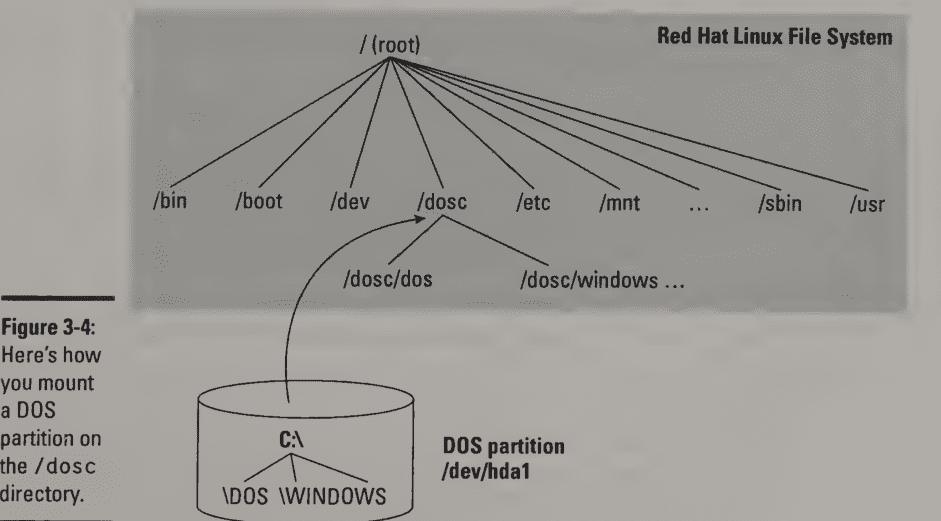 Red Hat Linux File System
/ (root)
/bin /boot /dev /dosc /etc /mnt ... /sbin /usr
/dosc/dos /dosc/windows ...
Figure 3-4:
Here's how
you mount
a DOS
partition on
the /dosc
directory.
C:\
\DOS \WINDOWS
DOS partition
/dev/hda1